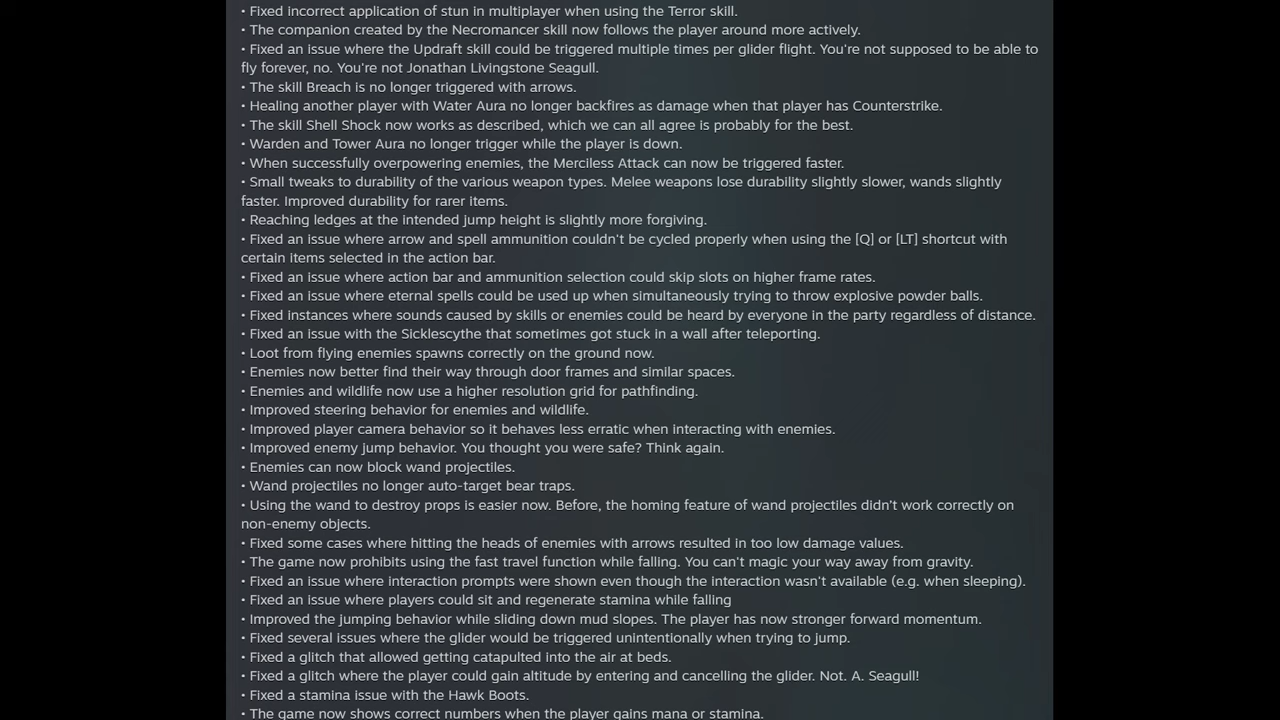 • Fixed incorrect application of stun in multiplayer when using the Terror skill.
• The companion created by the Necromancer skill now follows the player around more actively.
• Fixed an issue where the Updraft skill could be triggered multiple times per glider flight. You're not supposed to be able to
fly forever, no. You're not Jonathan Livingstone Seagull.
• The skill Breach is no longer triggered with arrows.
• Healing another player with Water Aura no longer backfires as damage when that player has Counterstrike.
• The skill Shell Shock now works as described, which we can all agree is probably for the best.
• Warden and Tower Aura no longer trigger while the player is down.
• When successfully overpowering enemies, the Merciless Attack can now be triggered faster.
• Small tweaks to durability of the various weapon types. Melee weapons lose durability slightly slower, wands slightly
faster. Improved durability for rarer items.
• Reaching ledges at the intended jump height is slightly more forgiving.
• Fixed an issue where arrow and spell ammunition couldn't be cycled properly when using the [Q] or [LT] shortcut with
certain items selected in the action bar.
• Fixed an issue where action bar and ammunition selection could skip slots on higher frame rates.
• Fixed an issue where eternal spells could be used up when simultaneously trying to throw explosive powder balls.
• Fixed instances where sounds caused by skills or enemies could be heard by everyone in the party regardless of distance.
• Fixed an issue with the Sicklescythe that sometimes got stuck in a wall after teleporting.
• Loot from flying enemies spawns correctly on the ground now.
• Enemies now better find their way through door frames and similar spaces.
• Enemies and wildlife now use a higher resolution grid for pathfinding.
• Improved steering behavior for enemies and wildlife.
• Improved player camera behavior so it behaves less erratic when interacting with enemies.
• Improved enemy jump behavior. You thought you were safe? Think again.
• Enemies can now block wand projectiles.
• Wand projectiles no longer auto-target bear traps.
• Using the wand to destroy props is easier now. Before, the homing feature of wand projectiles didn't work correctly on
non-enemy objects.
• Fixed some cases where hitting the heads of enemies with arrows resulted in too low damage values.
• The game now prohibits using the fast travel function while falling. You can't magic your way away from gravity.
• Fixed an issue where interaction prompts were shown even though the interaction wasn't available (e.g. when sleeping).
• Fixed an issue where players could sit and regenerate stamina while falling
• Improved the jumping behavior while sliding down mud slopes. The player has now stronger forward momentum.
• Fixed several issues where the glider would be triggered unintentionally when trying to jump.
• Fixed a glitch that allowed getting catapulted into the air at beds.
• Fixed a glitch where the player could gain altitude by entering and cancelling the glider. Not. A. Seagull!
• Fixed a stamina issue with the Hawk Boots.
• The game now shows correct numbers when the player gains mana or stamina.